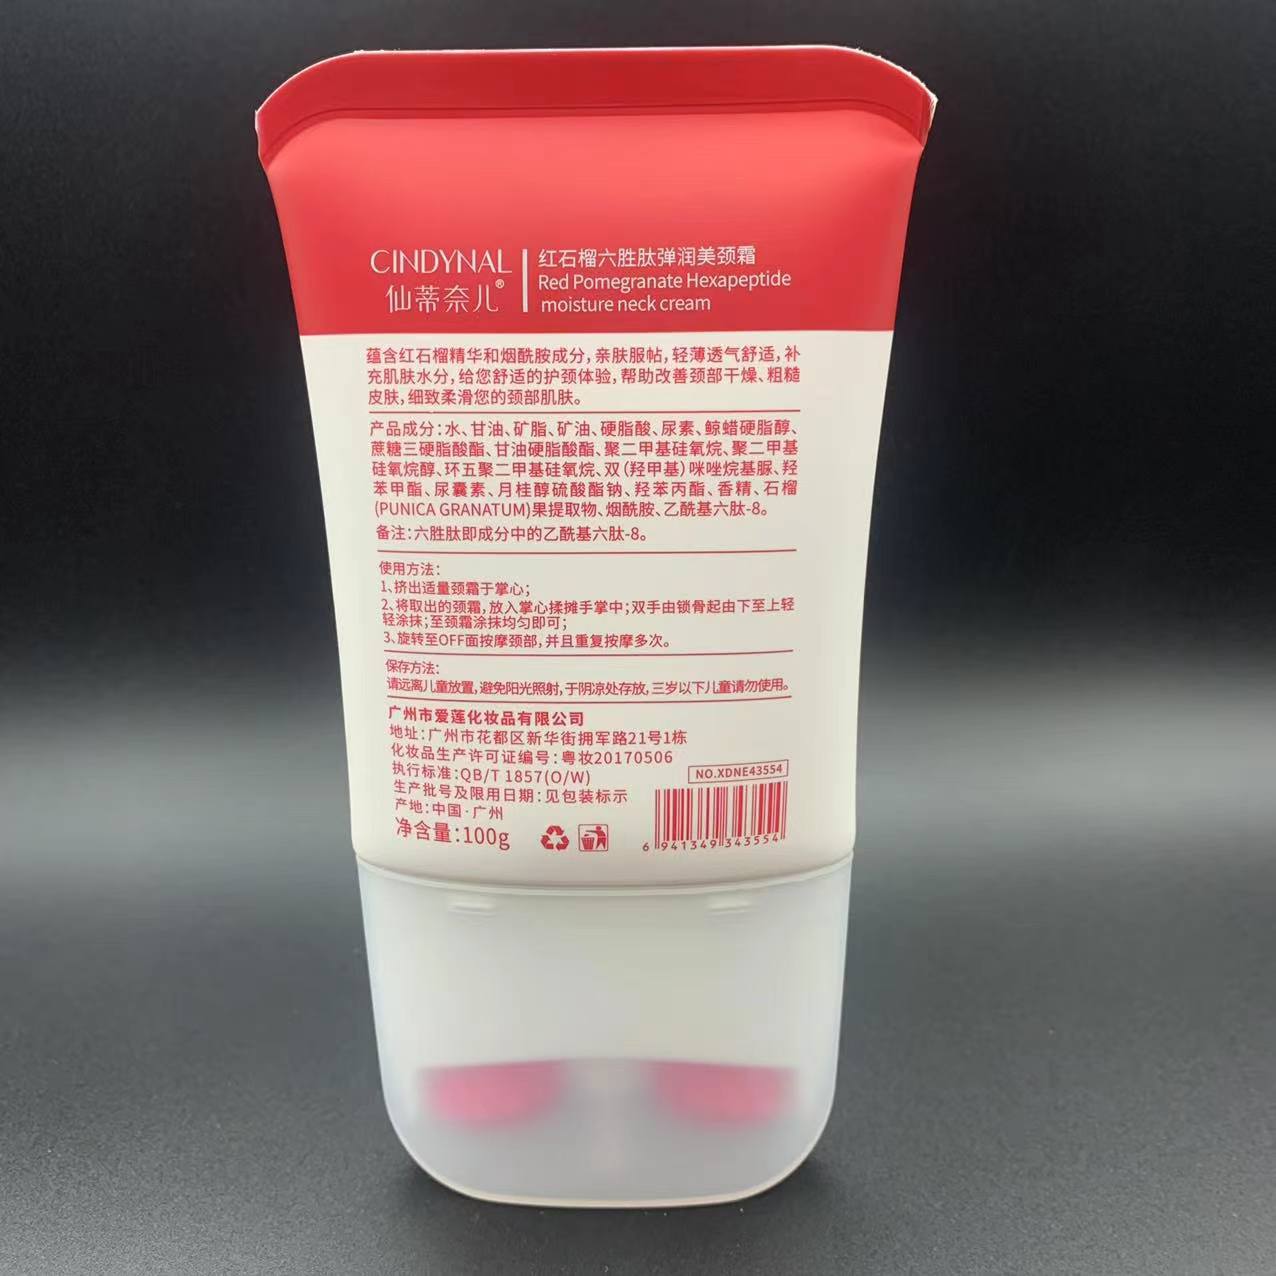 CINDYNAL
仙蒂奈儿®
红石榴六胜肽弹润美颈霜
Red Pomegranate Hexapeptide
moisture neck cream
蕴含红石榴精华和烟酰胺成分,亲肤服帖,轻薄透气舒适,补
充肌肤水分,给您舒适的护颈体验,帮助改善颈部干燥、粗糙
皮肤,细致柔滑您的颈部肌肤。
产品成分:水、甘油、矿脂、矿油、硬脂酸、尿素、鲸蜡硬脂醇、
蔗糖三硬脂酸酯、甘油硬脂酸酯、聚二甲基硅氧烷、聚二甲基
硅氧烷醇、环五聚二甲基硅氧烷、双(羟甲基)咪唑烷基脲、羟
苯甲酯、尿囊素、月桂醇硫酸酯钠、羟苯丙酯、香精、石榴
(PUNICA GRANATUM)果提取物、烟酰胺、乙酰基六肽-8。
备注:六胜肽即成分中的乙酰基六肽-8。
使用方法:
1、挤出适量颈霜于掌心;
2、将取出的颈霜,放入掌心揉摊手掌中;双手由锁骨起由下至上轻
轻涂抹;至颈霜涂抹均匀即可;
3、旋转至OFF面按摩颈部,并且重复按摩多次。
保存方法:
请远离儿童放置,避免阳光照射,于阴凉处存放,三岁以下儿童请勿使用。
广州市爱莲化妆品有限公司
地址:广州市花都区新华街拥军路21号1栋
化妆品生产许可证编号:粤妆20170506
执行标准:QB/T 1857(O/W)
生产批号及限用日期:见包装标示
产地:中国·广州
净含量:100g
NO.XDNE43554
6 941349 343554